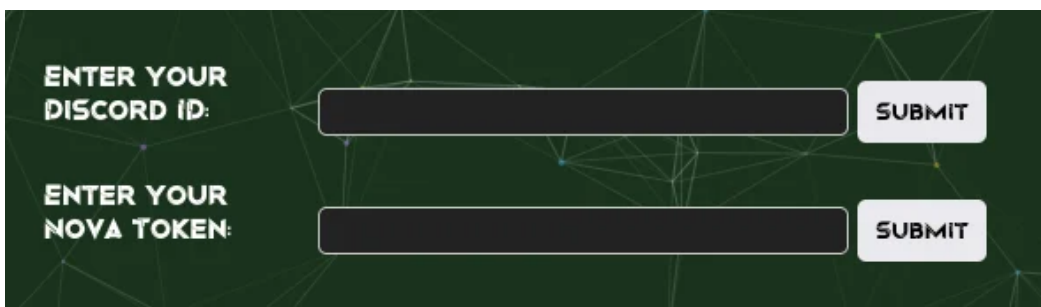 ENTER YOUR
DISCORD ID:
SUBMIT
ENTER YOUR
NOVA TOKEN:
SUBMIT